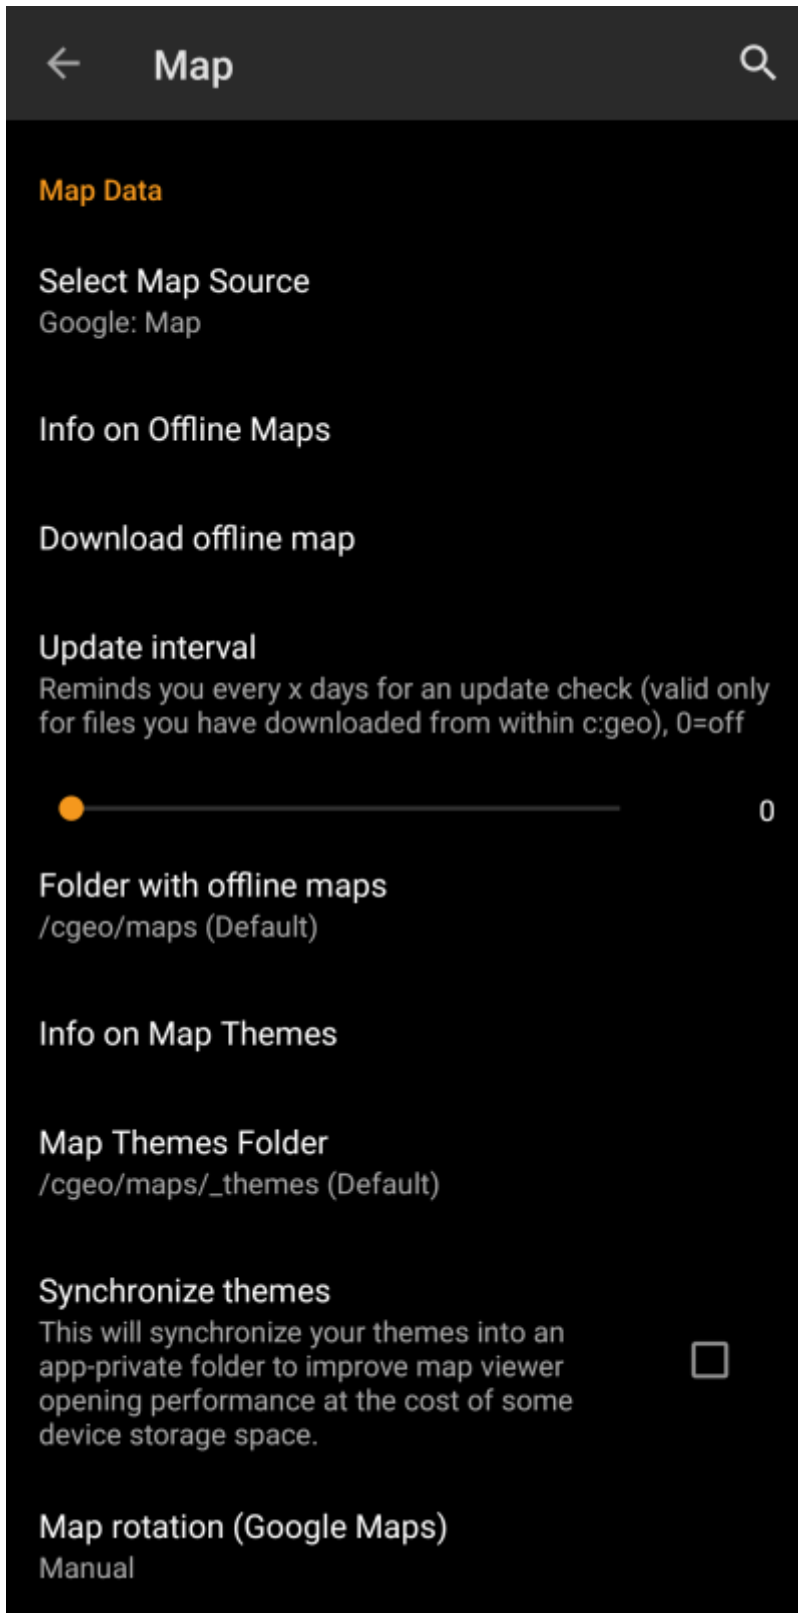 Map
Map Data
Select Map Source
Google: Map
Info on Offline Maps
Download offline map
Update interval
Reminds you every x days for an update check (valid only
for files you have downloaded from within c:geo), 0=off
0
Folder with offline maps
/cgeo/maps (Default)
Info on Map Themes
Map Themes Folder
/cgeo/maps/_themes (Default)
Synchronize themes
This will synchronize your themes into an
app-private folder to improve map viewer
opening performance at the cost of some
device storage space.
Map rotation (Google Maps)
Manual